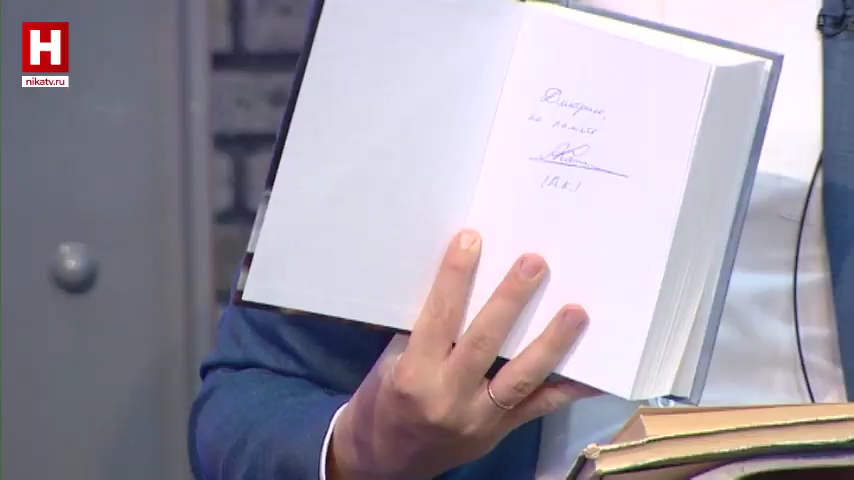 Н
nikatv.ru
Дмитрию,
на память
/А.К./